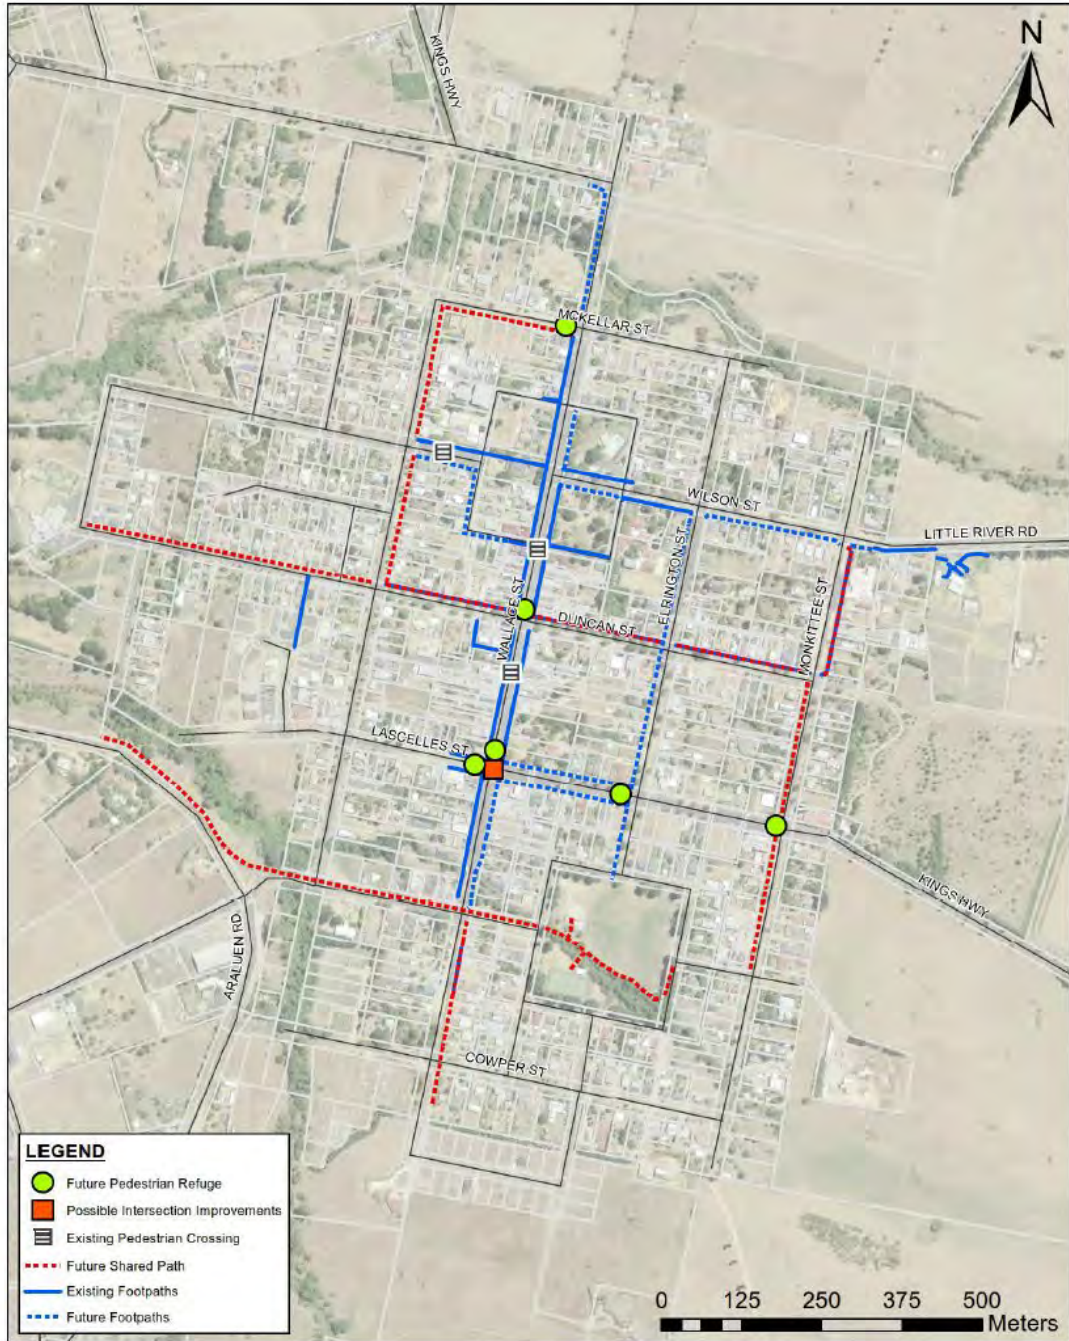 N
KINGS HWY
MCKELLAR ST
WILSON ST
LITTLE RIVER RD
ELRINGTON ST
WALLACE ST
DUNCAN ST
MONKITTEE ST
LASCELLES ST
KINGS HWY
ARALUEN RD
COWPER ST
LEGEND
Future Pedestrian Refuge
Possible Intersection Improvements
Existing Pedestrian Crossing
Future Shared Path
Existing Footpaths
Future Footpaths
0 125 250 375 500
Meters